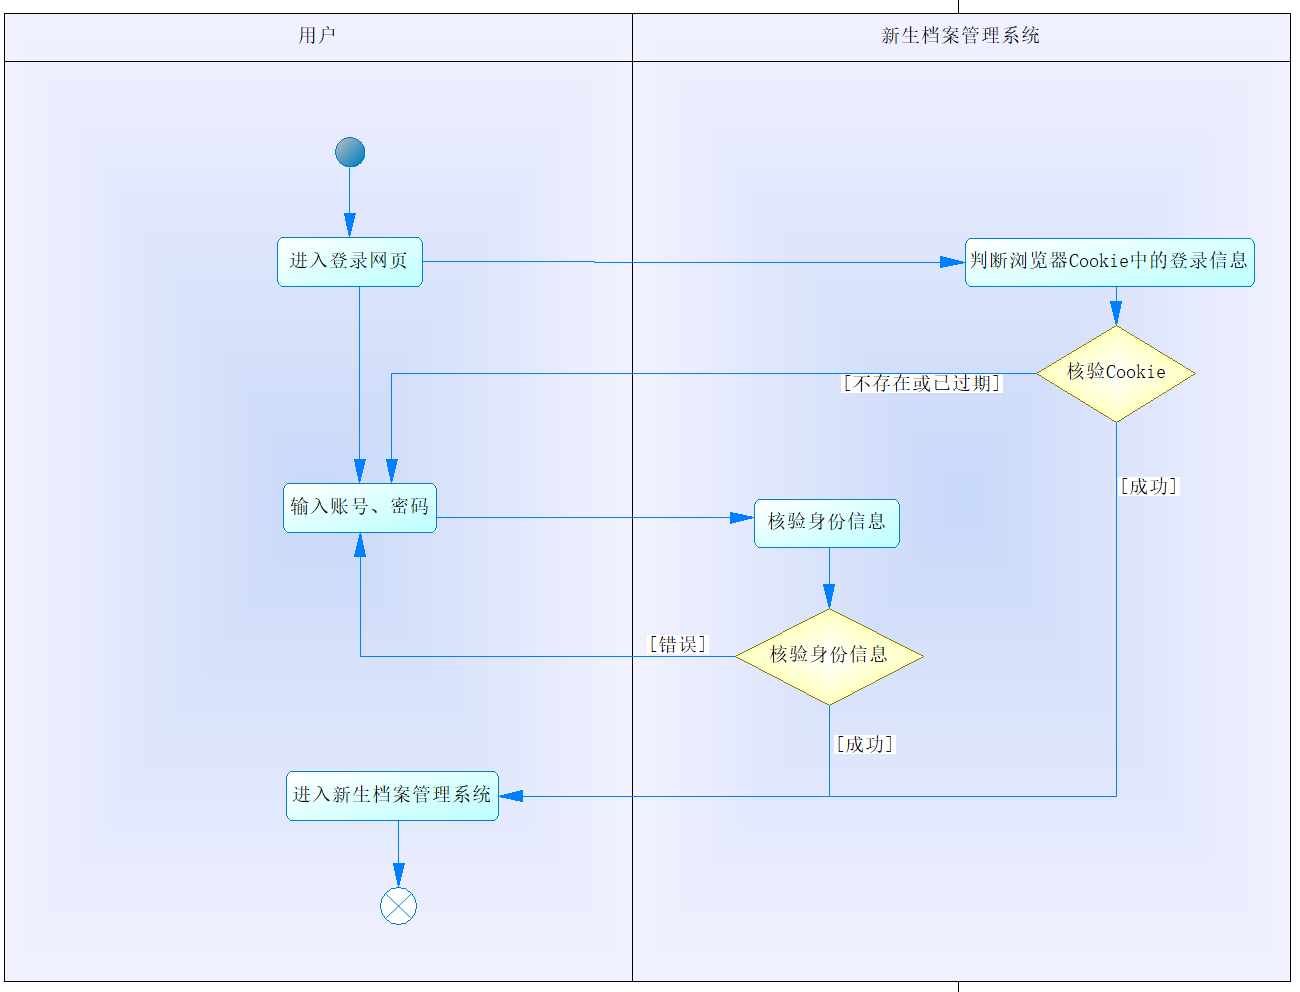 用户
新生档案管理系统
进入登录网页
判断浏览器Cookie中的登录信息
核验Cookie
[不存在或已过期]
[成功]
输入账号、密码
核验身份信息
[错误]
核验身份信息
[成功]
进入新生档案管理系统